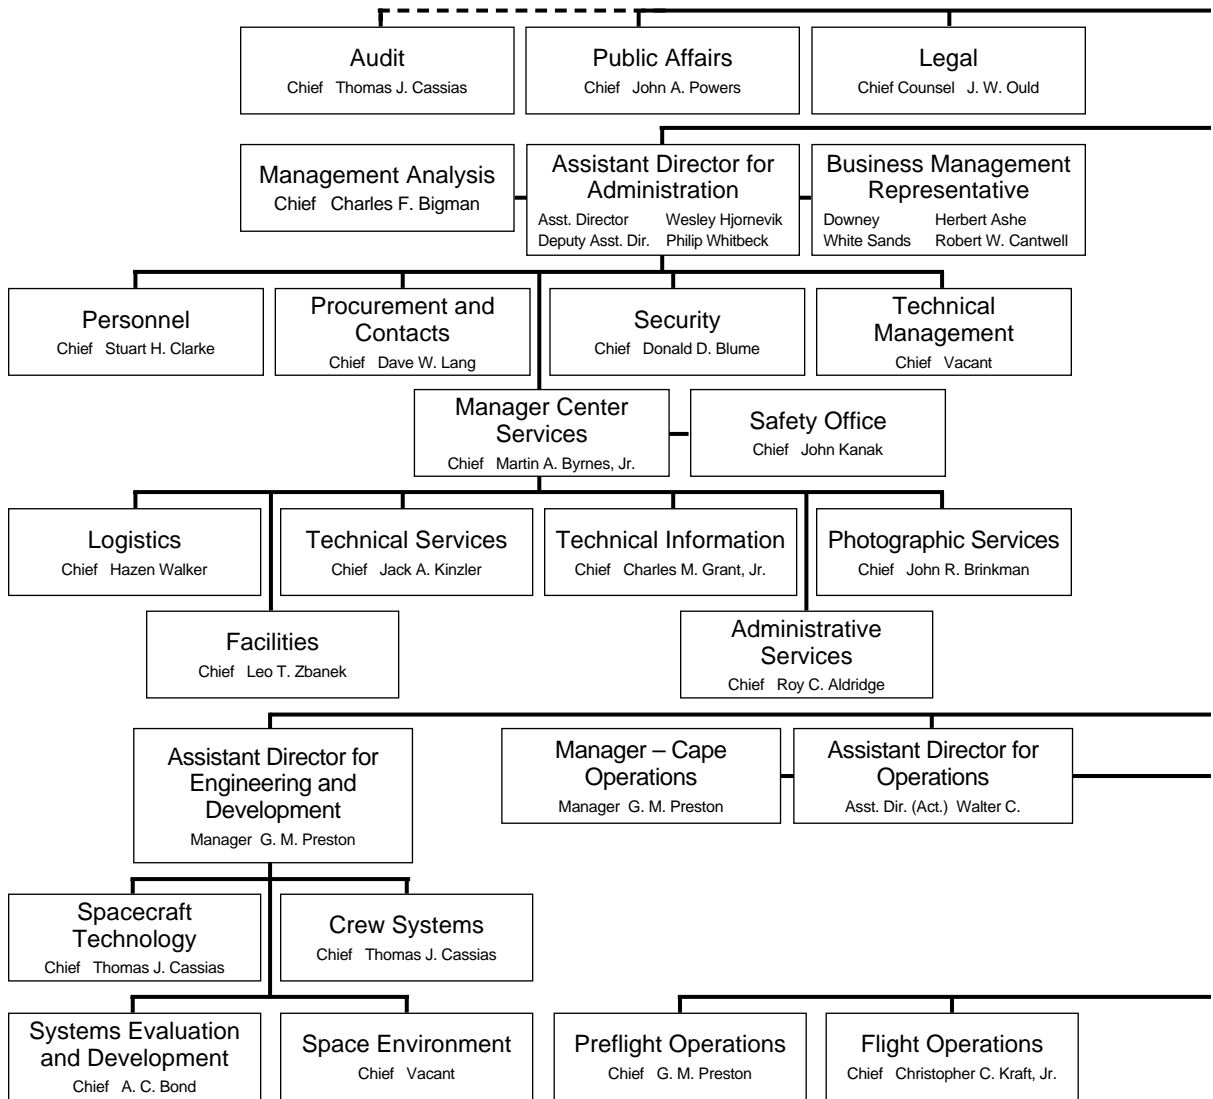 Audit
Chief Thomas J. Cassias
Public Affairs
Chief John A. Powers
Legal
Chief Counsel J. W. Ould
Management Analysis
Chief Charles F. Bigman
Assistant Director for
Administration
Asst. Director Wesley Hjornevik
Deputy Asst. Dir. Philip Whitbeck
Business Management
Representative
Downey Herbert Ashe
White Sands Robert W. Cantwell
Personnel
Chief Stuart H. Clarke
Procurement and
Contacts
Chief Dave W. Lang
Security
Chief Donald D. Blume
Technical
Management
Chief Vacant
Manager Center
Services
Chief Martin A. Byrnes, Jr.
Safety Office
Chief John Kanak
Logistics
Chief Hazen Walker
Technical Services
Chief Jack A. Kinzler
Technical Information
Chief Charles M. Grant, Jr.
Photographic Services
Chief John R. Brinkman
Facilities
Chief Leo T. Zbanek
Administrative
Services
Chief Roy C. Aldridge
Assistant Director for
Engineering and
Development
Manager G. M. Preston
Manager – Cape
Operations
Manager G. M. Preston
Assistant Director for
Operations
Asst. Dir. (Act.) Walter C.
Spacecraft
Technology
Chief Thomas J. Cassias
Crew Systems
Chief Thomas J. Cassias
Systems Evaluation
and Development
Chief A. C. Bond
Space Environment
Chief Vacant
Preflight Operations
Chief G. M. Preston
Flight Operations
Chief Christopher C. Kraft, Jr.